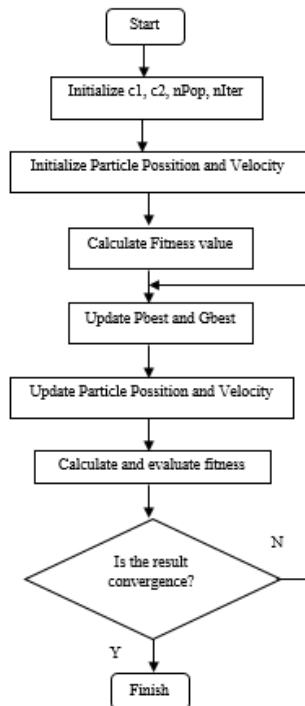 Start
Initialize c1, c2, nPop, nIter
Initialize Particle Possition and Velocity
Calculate Fitness value
Update Pbest and Gbest
Update Particle Possition and Velocity
Calculate and evaluate fitness
Is the result
convergence?
N
Y
Finish